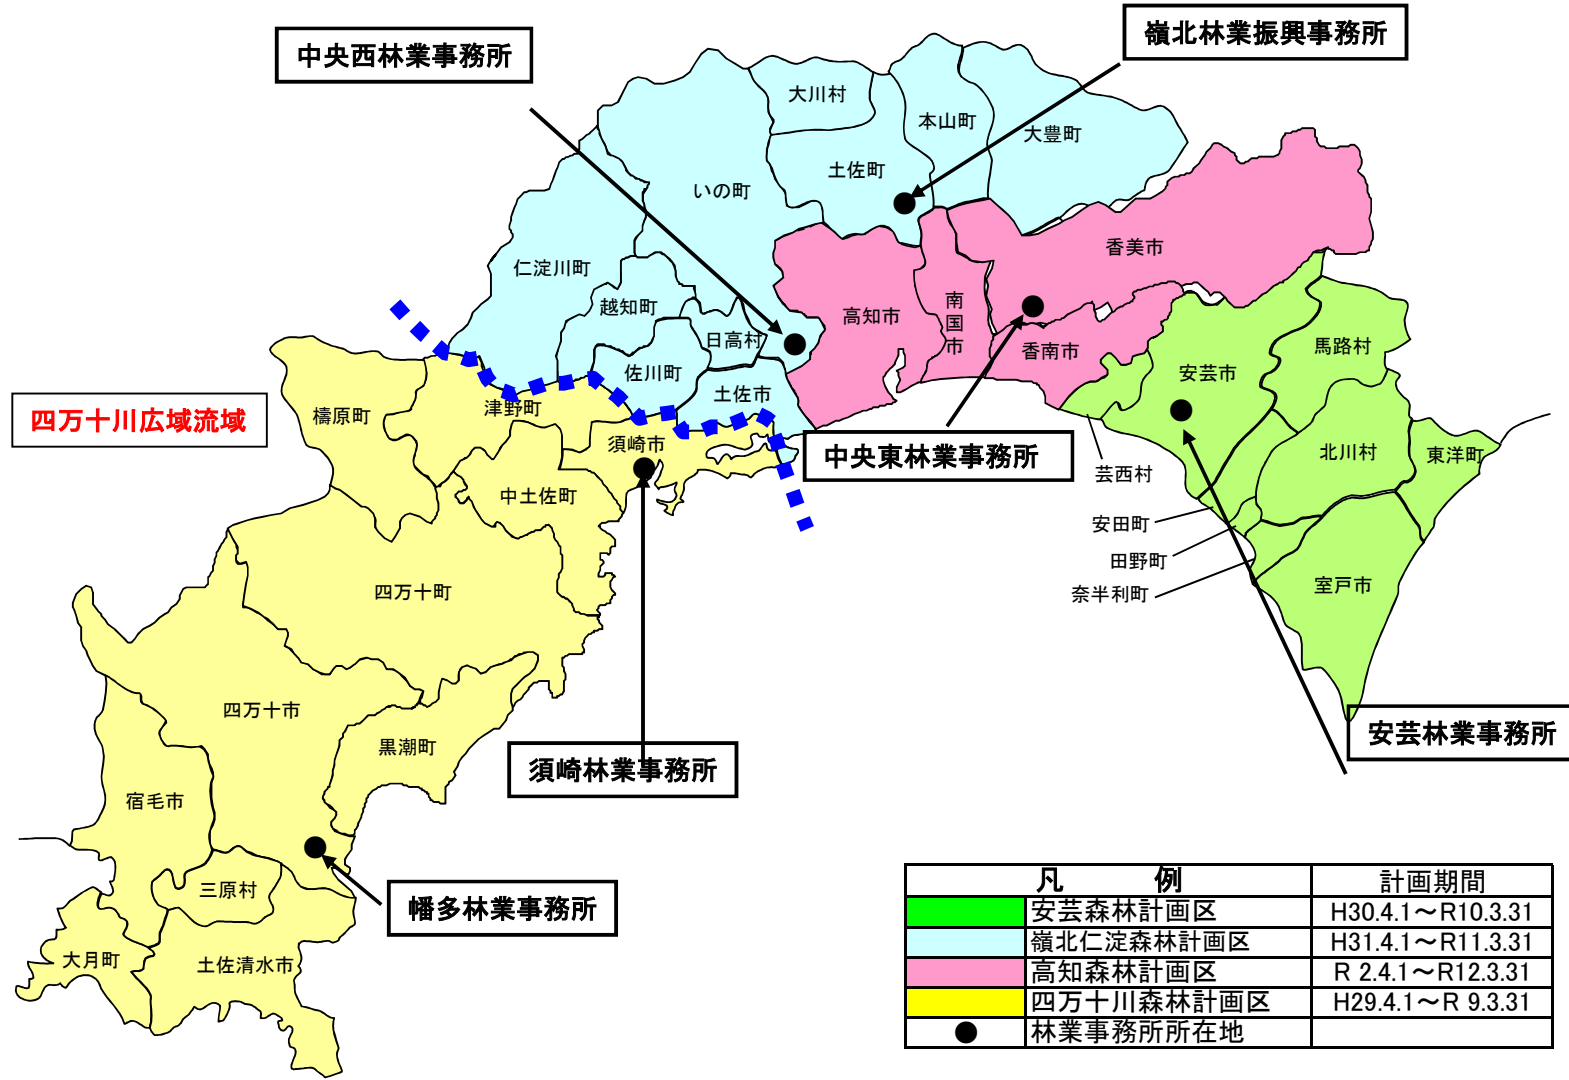 嶺北林業振興事務所
中央西林業事務所
大川村
本山町
大豊町
土佐町
いの町
香美市
仁淀川町
越知町
高知市
南国市
日高村
香南市
馬路村
安芸市
佐川町
土佐市
津野町
檮原町
四万十川広域流域
須崎市
北川村
東洋町
中央東林業事務所
芸西村
中土佐町
安田町
田野町
奈半利町
室戸市
四万十町
四万十市
黒潮町
安芸林業事務所
須崎林業事務所
宿毛市
三原村
幡多林業事務所
大月町
土佐清水市
凡 例 計画期間
安芸森林計画区 H30.4.1～R10.3.31
嶺北仁淀森林計画区 H31.4.1～R11.3.31
高知森林計画区 R 2.4.1～R12.3.31
四万十川森林計画区 H29.4.1～R 9.3.31
● 林業事務所所在地